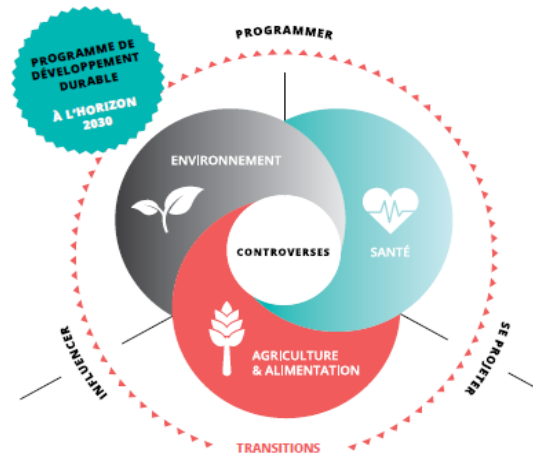 PROGRAMMER
PROGRAMME DE
DÉVELOPPEMENT
DURABLE
À L'HORIZON
2030
ENVIRONNEMENT
SANTÉ
CONTROVERSES
AGRICULTURE
& ALIMENTATION
INFLUENCER
SE PROJETER
TRANSITIONS